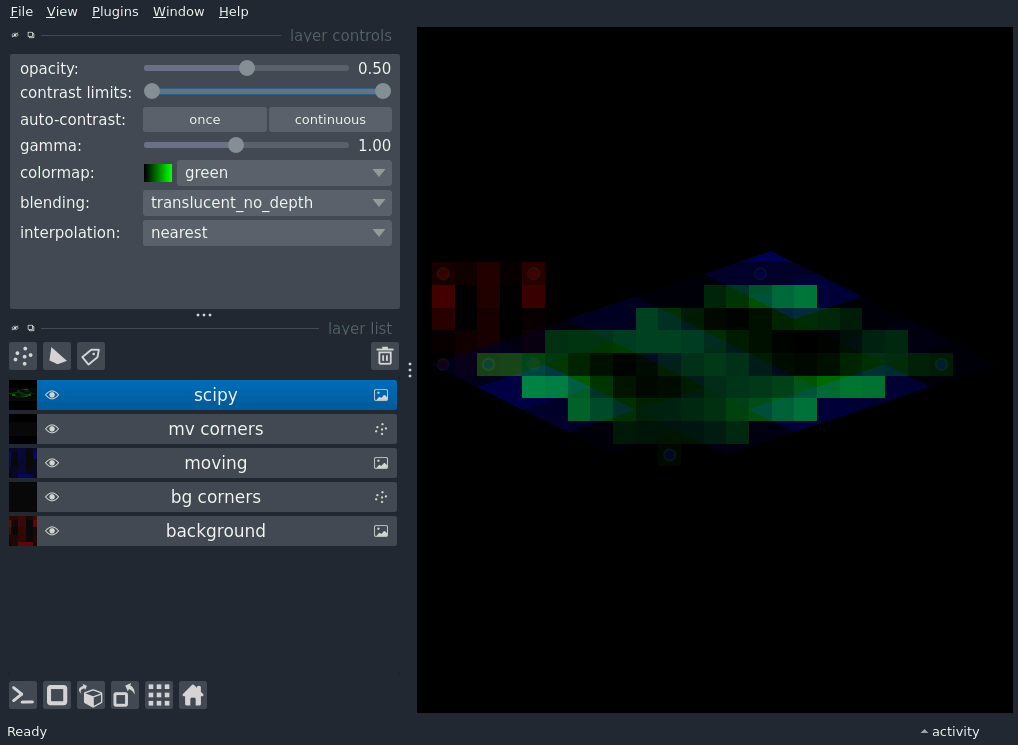 File View Plugins Window Help
layer controls
opacity: 0.50
contrast limits:
auto-contrast: once continuous
gamma: 1.00
colormap: green
blending: translucent_no_depth
interpolation: nearest
layer list
scipy
mv corners
moving
bg corners
background
Ready activity